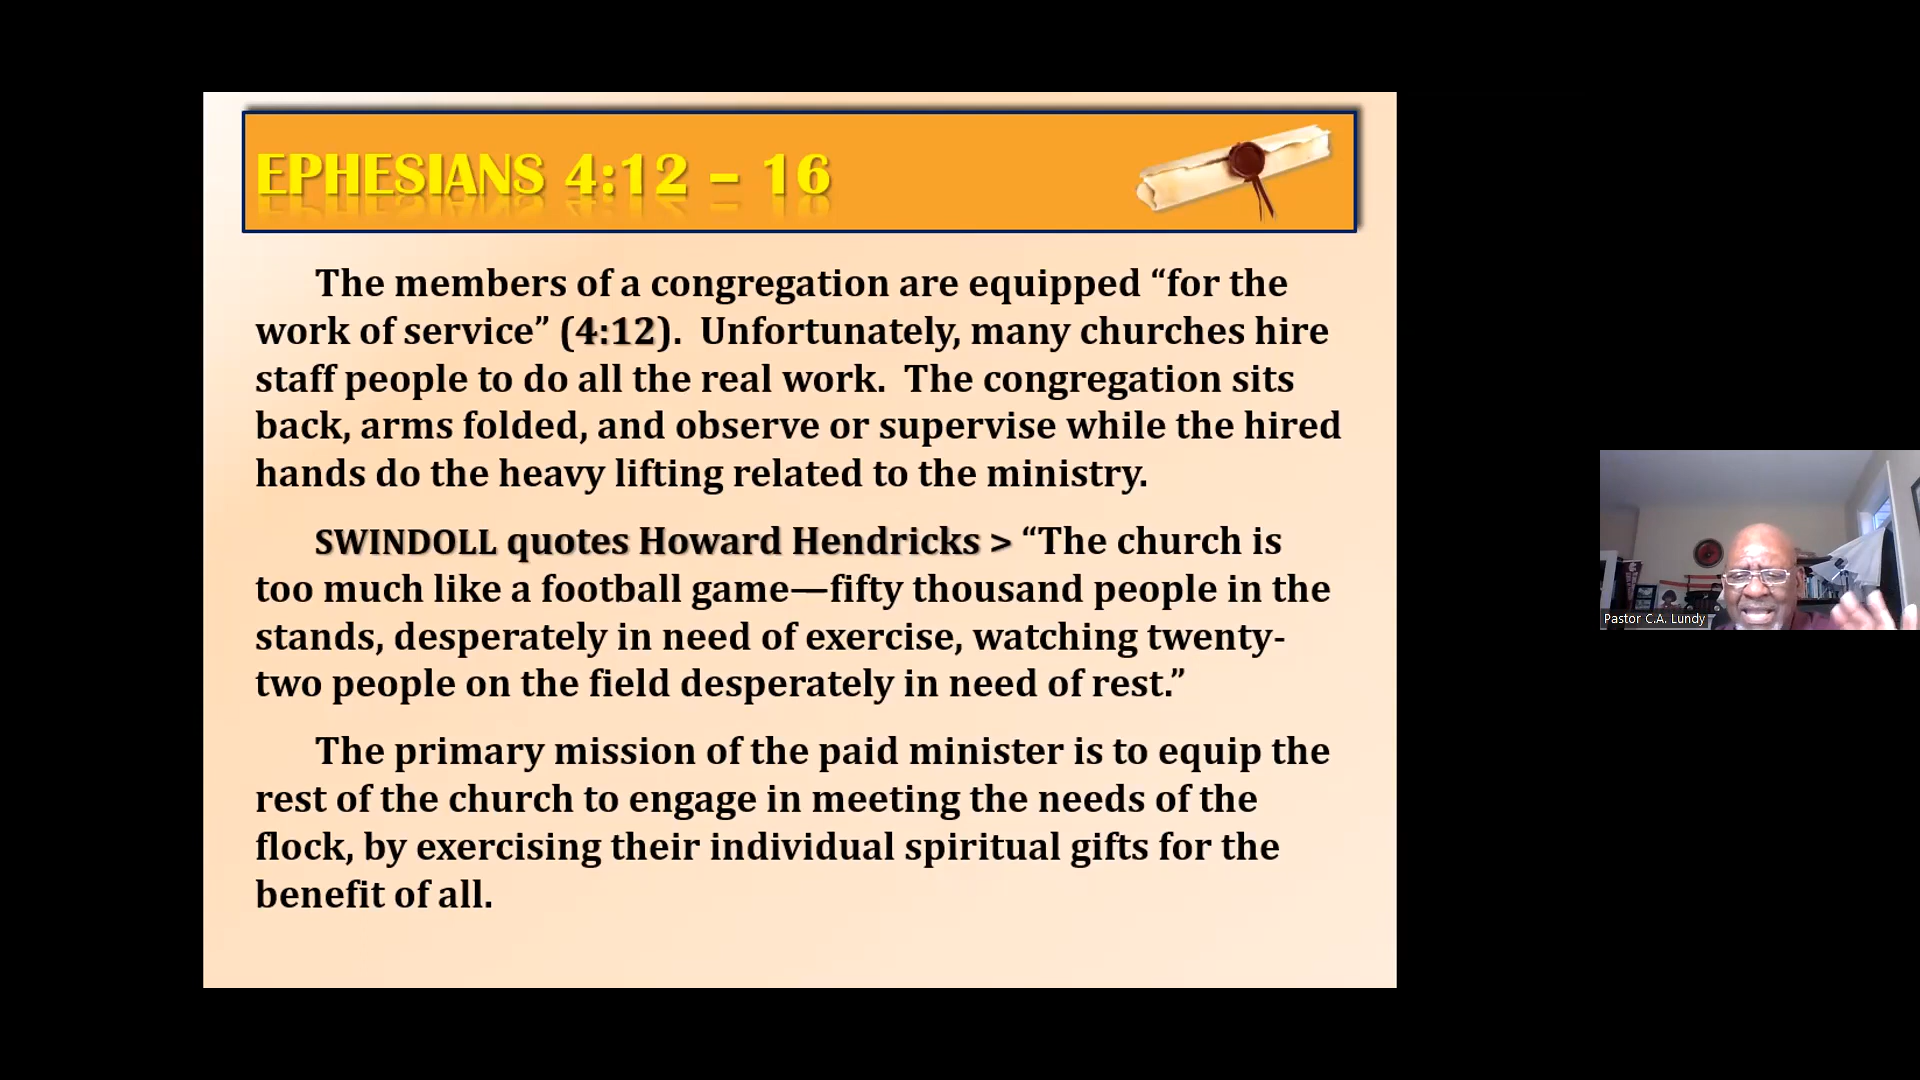 EPHESIANS 4:12 – 16
The members of a congregation are equipped “for the
work of service” (4:12).  Unfortunately, many churches hire
staff people to do all the real work.  The congregation sits
back, arms folded, and observe or supervise while the hired
hands do the heavy lifting related to the ministry.
SWINDOLL quotes Howard Hendricks > “The church is
too much like a football game—fifty thousand people in the
stands, desperately in need of exercise, watching twenty-
two people on the field desperately in need of rest.”
The primary mission of the paid minister is to equip the
rest of the church to engage in meeting the needs of the
flock, by exercising their individual spiritual gifts for the
benefit of all.
Pastor C.A. Lundy